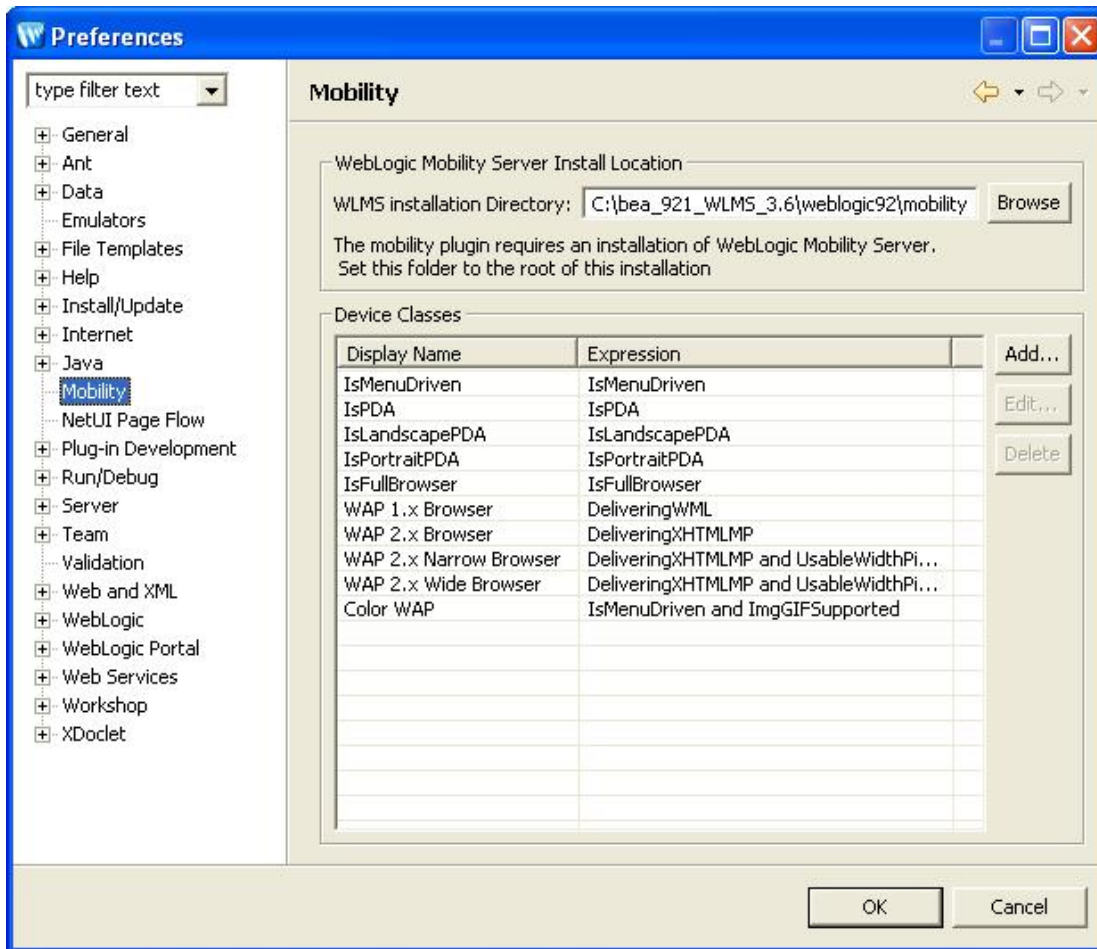 Preferences
type filter text
General
Ant
Data
Emulators
File Templates
Help
Install/Update
Internet
Java
Mobility
NetUI Page Flow
Plug-in Development
Run/Debug
Server
Team
Validation
Web and XML
WebLogic
WebLogic Portal
Web Services
Workshop
XDoclet
Mobility
WebLogic Mobility Server Install Location
WLMS installation Directory: C:\bea_921_WLMS_3.6\weblogic92\mobility Browse
The mobility plugin requires an installation of WebLogic Mobility Server.
Set this folder to the root of this installation
Device Classes
Display Name Expression
IsMenuDriven IsMenuDriven
IsPDA IsPDA
IsLandscapePDA IsLandscapePDA
IsPortraitPDA IsPortraitPDA
IsFullBrowser IsFullBrowser
WAP 1.x Browser DeliveringWML
WAP 2.x Browser DeliveringXHTMLMP
WAP 2.x Narrow Browser DeliveringXHTMLMP and UsableWidthPi...
WAP 2.x Wide Browser DeliveringXHTMLMP and UsableWidthPi...
Color WAP IsMenuDriven and ImgGIFSupported
Add...
Edit...
Delete
OK Cancel